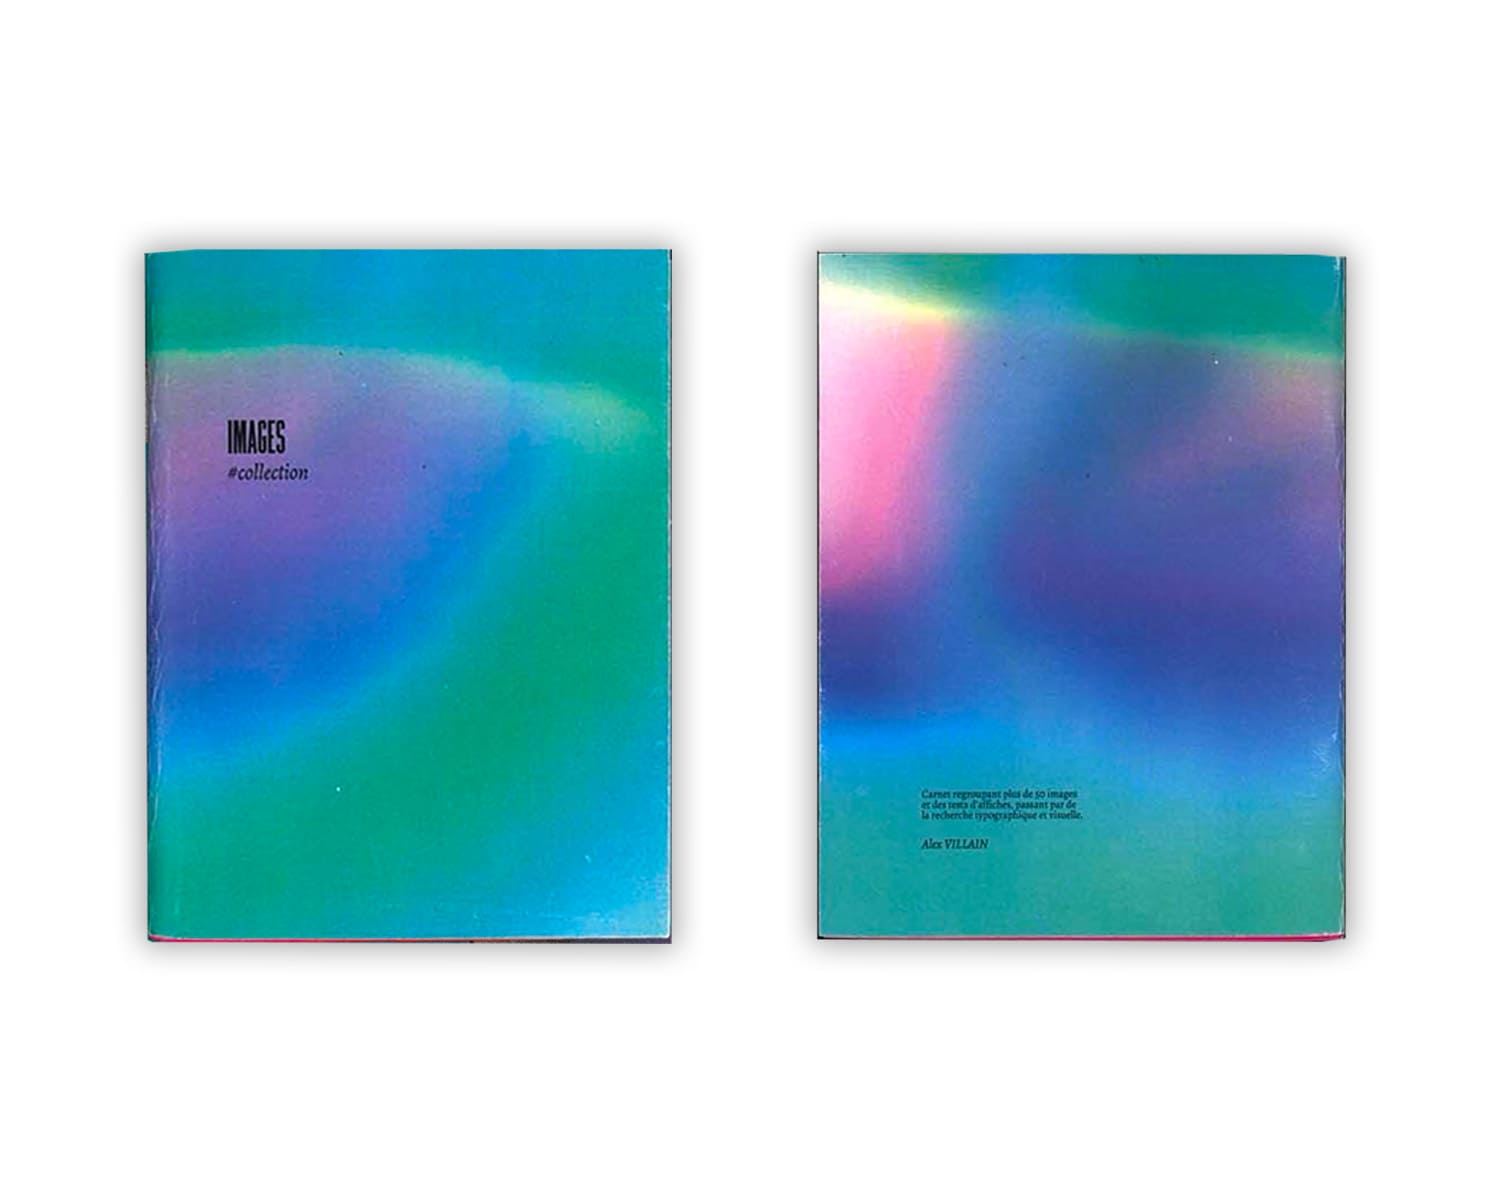 IMAGES
#collection
Carnet regroupant plus de 50 images
et des tests d'affiches, passant par de
la recherche typographique et visuelle.
Alex VILLAIN